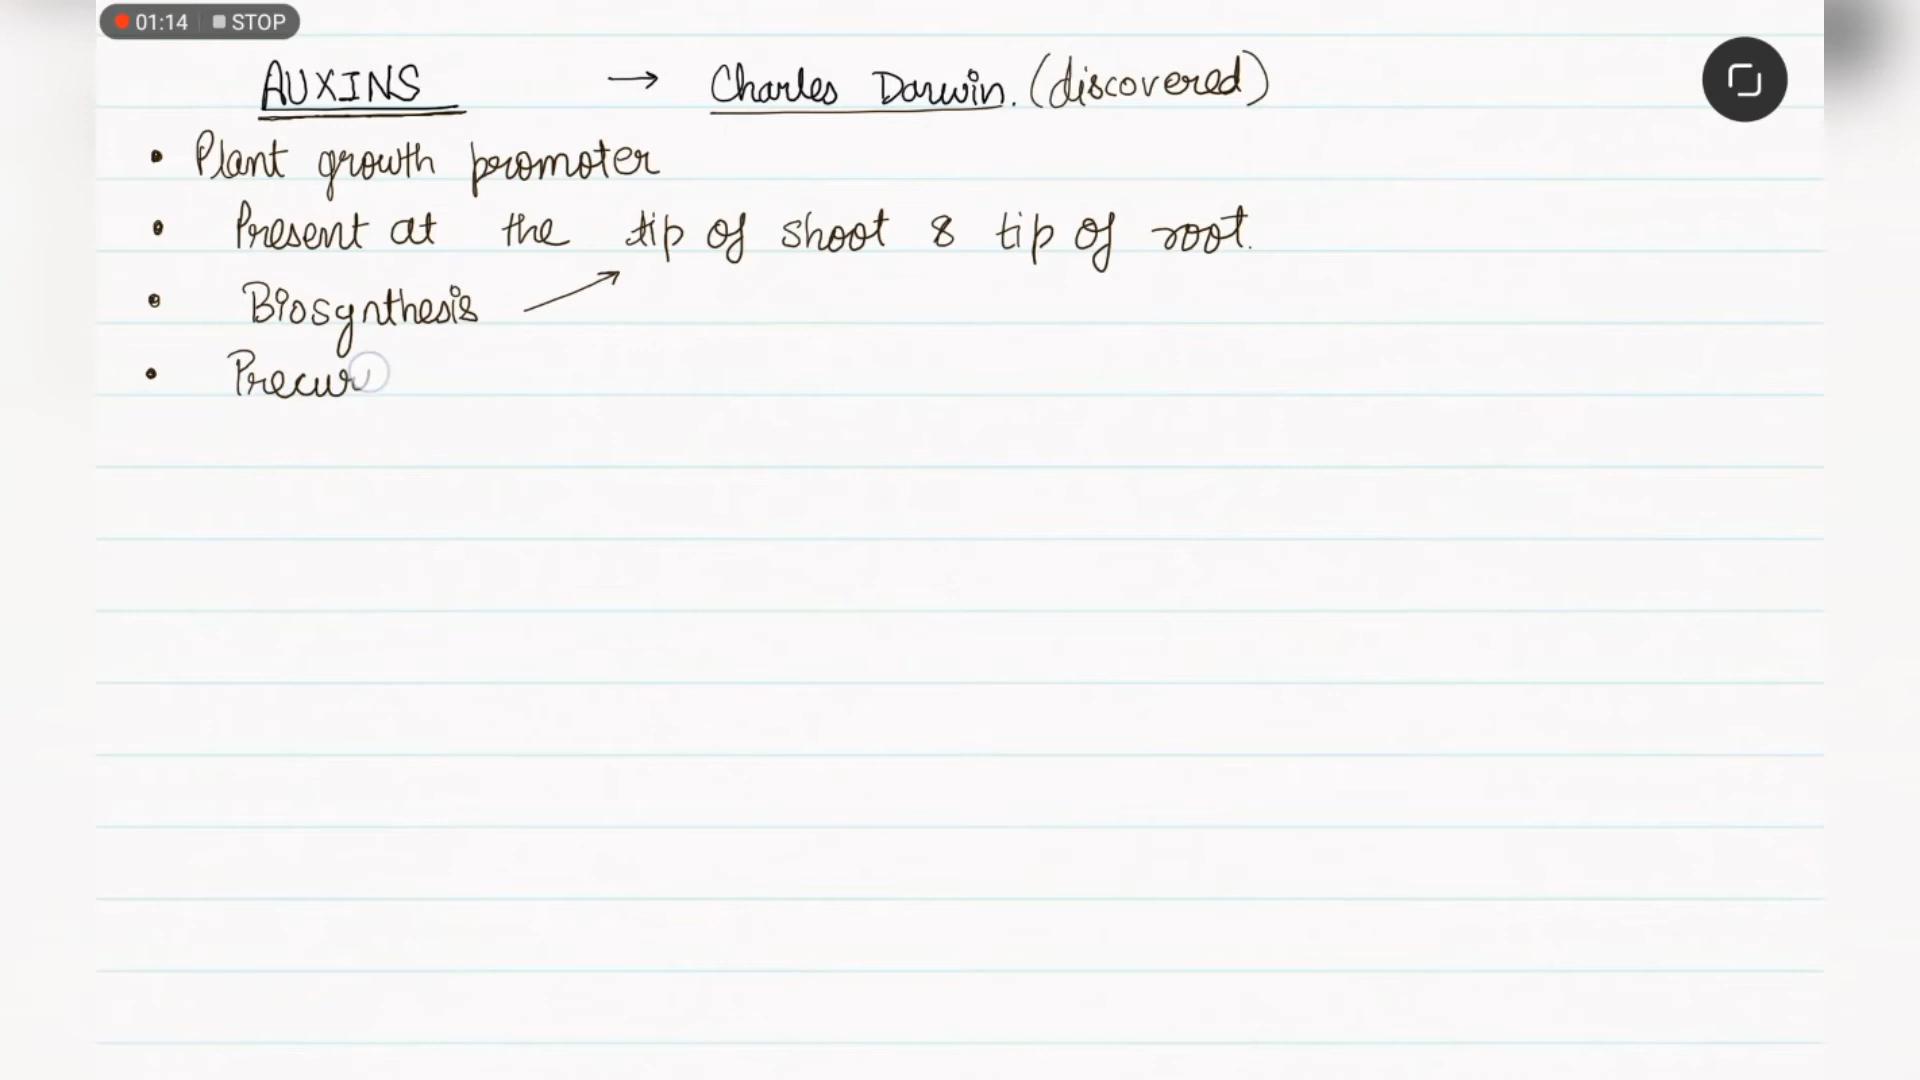 01:14 STOP
AUXINS → Charles Darwin. (discovered)
• Plant growth promoter
• Present at the tip of shoot & tip of root.
• Biosynthesis
• Precur